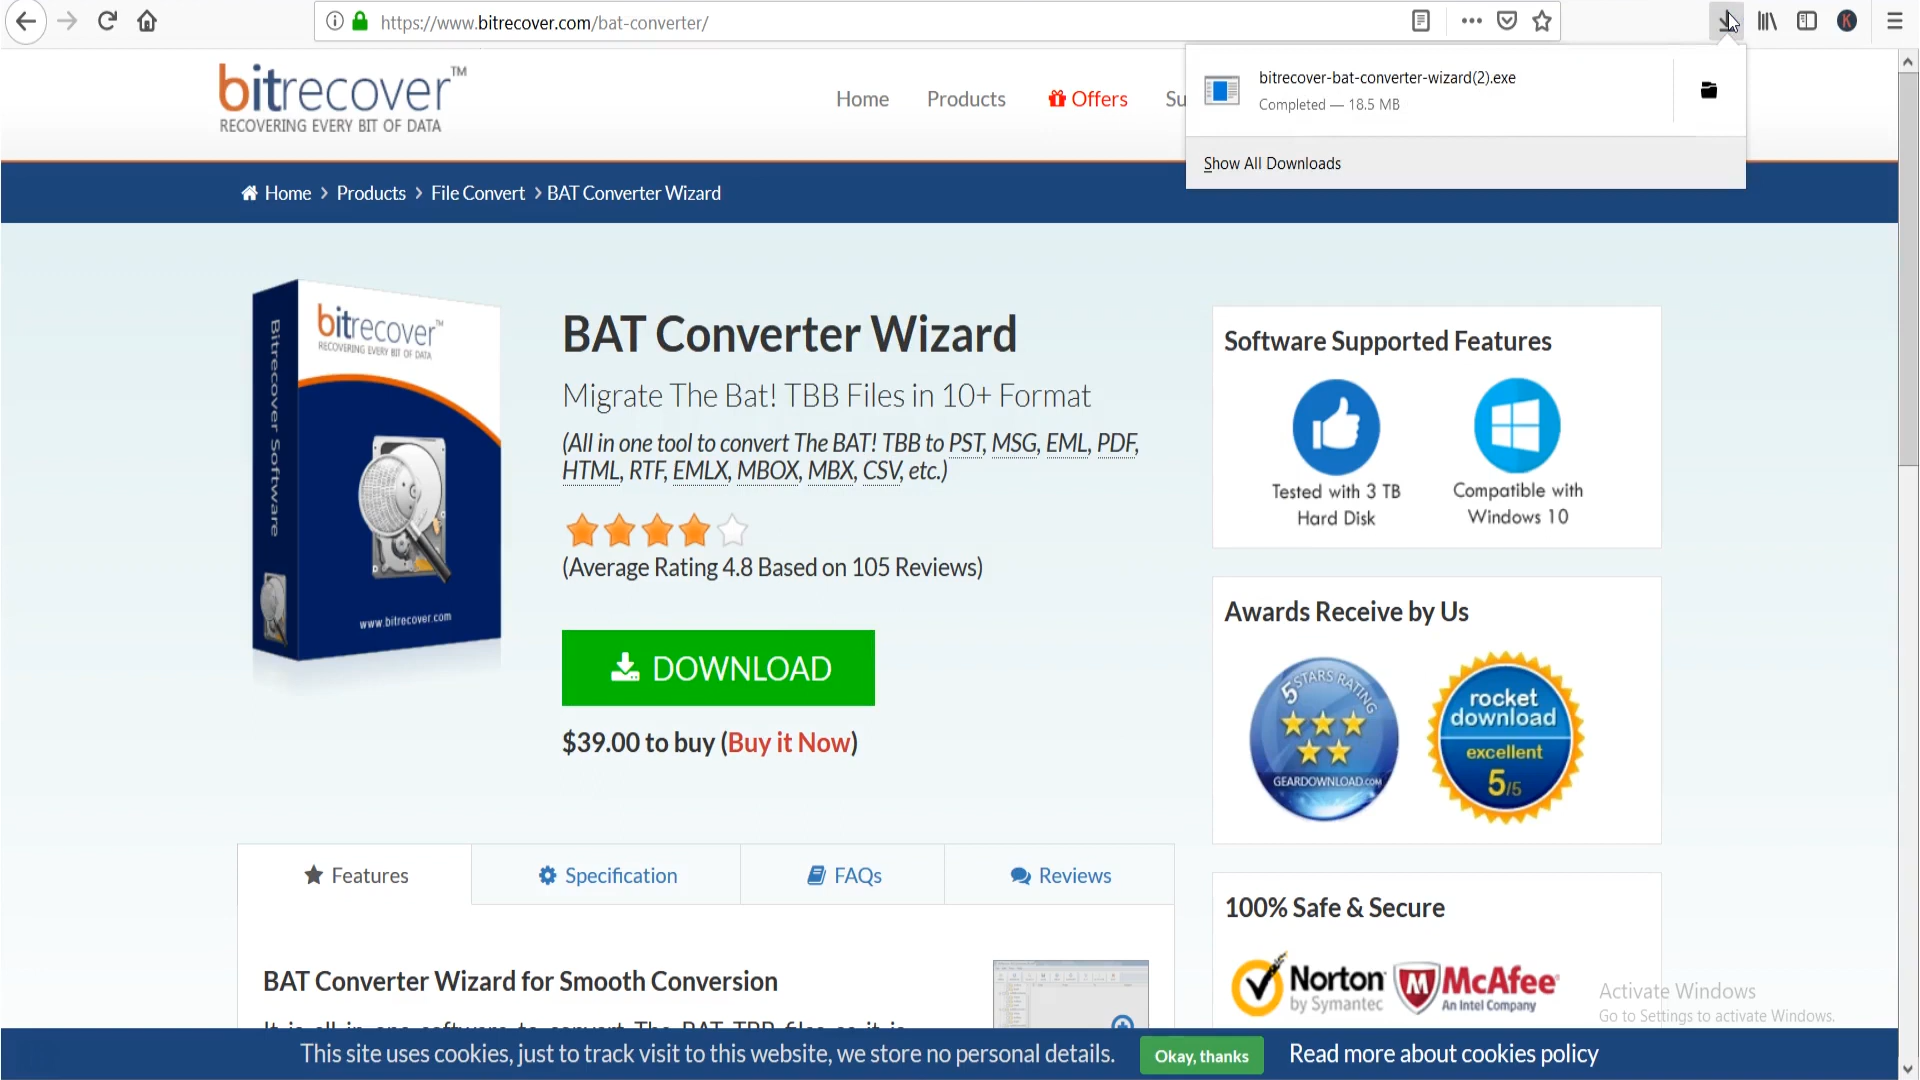 https://www.bitrecover.com/bat-converter/
bitrecover-bat-converter-wizard(2).exe
Completed — 18.5 MB
Show All Downloads
bitrecover™
RECOVERING EVERY BIT OF DATA
Home
Products
Offers
Su
Home > Products > File Convert > BAT Converter Wizard
bitrecover™
RECOVERING EVERY BIT OF DATA
Bitrecover Software
www.bitrecover.com
BAT Converter Wizard
Migrate The Bat! TBB Files in 10+ Format
(All in one tool to convert The BAT! TBB to PST, MSG, EML, PDF,
HTML, RTF, EMLX, MBOX, MBX, CSV, etc.)
(Average Rating 4.8 Based on 105 Reviews)
DOWNLOAD
$39.00 to buy (Buy it Now)
Software Supported Features
Tested with 3 TB
Hard Disk
Compatible with
Windows 10
Awards Receive by Us
5 STARS RATING
GEARDOWNLOAD.COM
rocket
download
excellent
5/5
100% Safe & Secure
Norton
by Symantec
McAfee
An Intel Company
Features
Specification
FAQs
Reviews
BAT Converter Wizard for Smooth Conversion
Activate Windows
Go to Settings to activate Windows.
This site uses cookies, just to track visit to this website, we store no personal details.
Okay, thanks
Read more about cookies policy